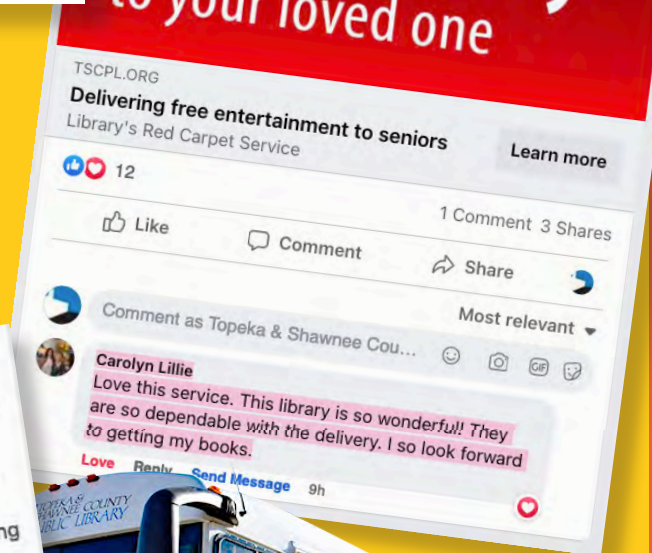 to your loved one
TSCPL.ORG
Delivering free entertainment to seniors
Library's Red Carpet Service
Learn more
12
1 Comment 3 Shares
Like
Comment
Share
Most relevant
Comment as Topeka & Shawnee Cou...
GIF
Carolyn Lillie
Love this service. This library is so wonderful! They
are so dependable with the delivery. I so look forward
to getting my books.
Love Reply Send Message 9h
TOPEKA &
SHAWNEE COUNTY
PUBLIC LIBRARY